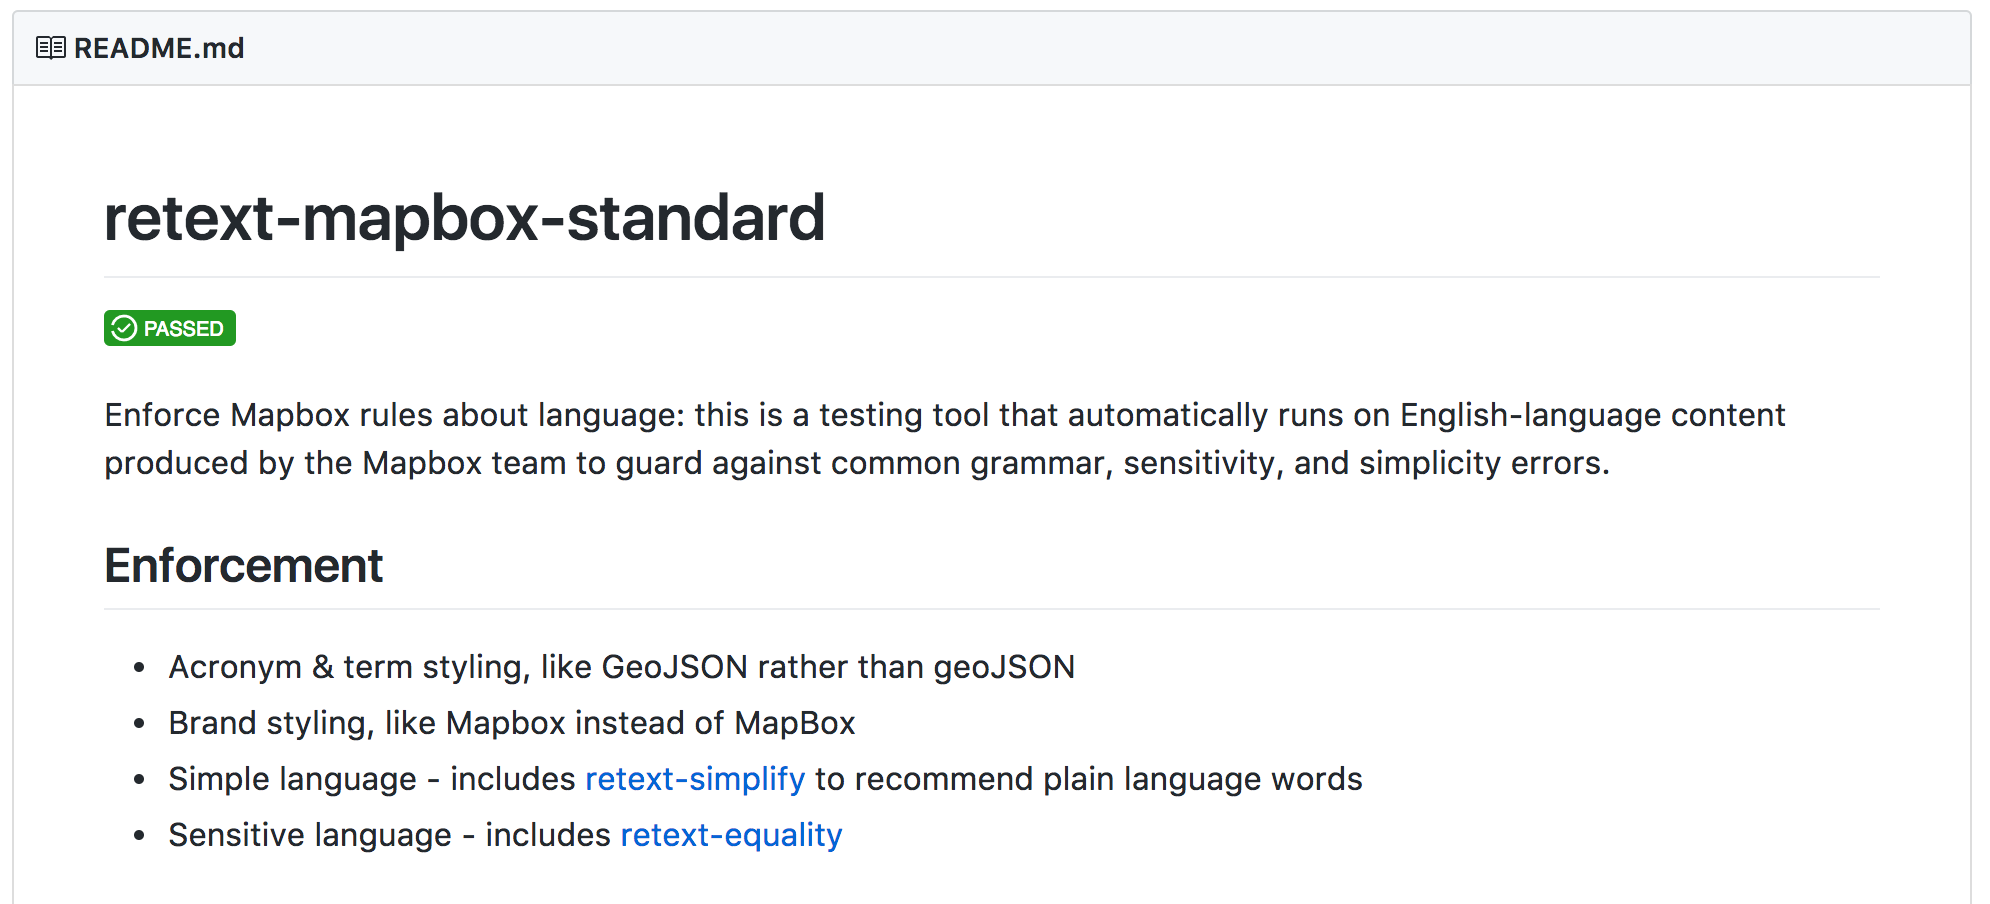 README.md
retext-mapbox-standard
PASSED
Enforce Mapbox rules about language: this is a testing tool that automatically runs on English-language content
produced by the Mapbox team to guard against common grammar, sensitivity, and simplicity errors.
Enforcement
• Acronym & term styling, like GeoJSON rather than geoJSON
• Brand styling, like Mapbox instead of MapBox
• Simple language - includes retext-simplify to recommend plain language words
• Sensitive language - includes retext-equality